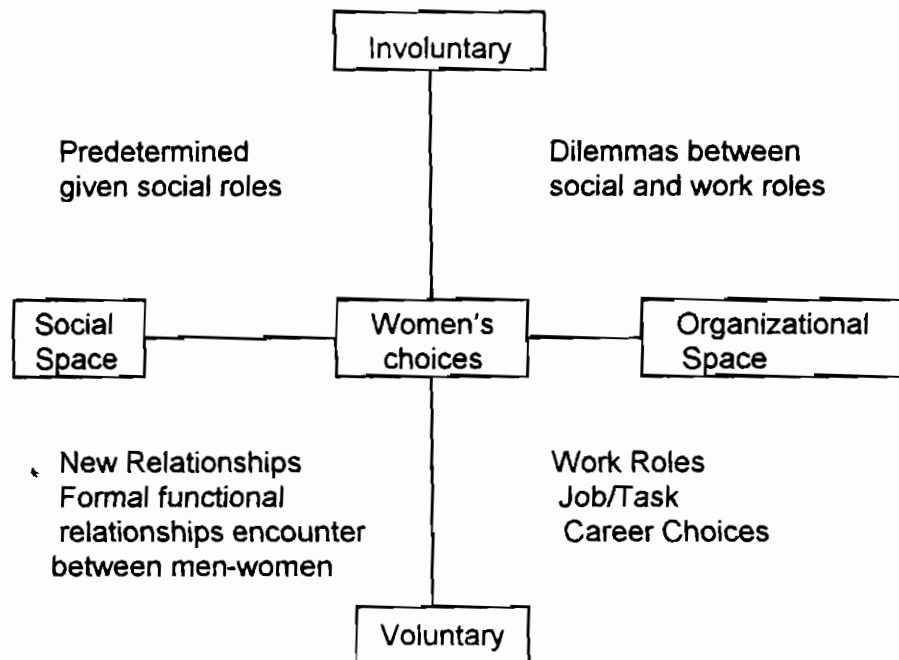 Involuntary
Predetermined
given social roles
Dilemmas between
social and work roles
Social
Space
Women's
choices
Organizational
Space
New Relationships
Formal functional
relationships encounter
between men-women
Work Roles
Job/Task
Career Choices
Voluntary